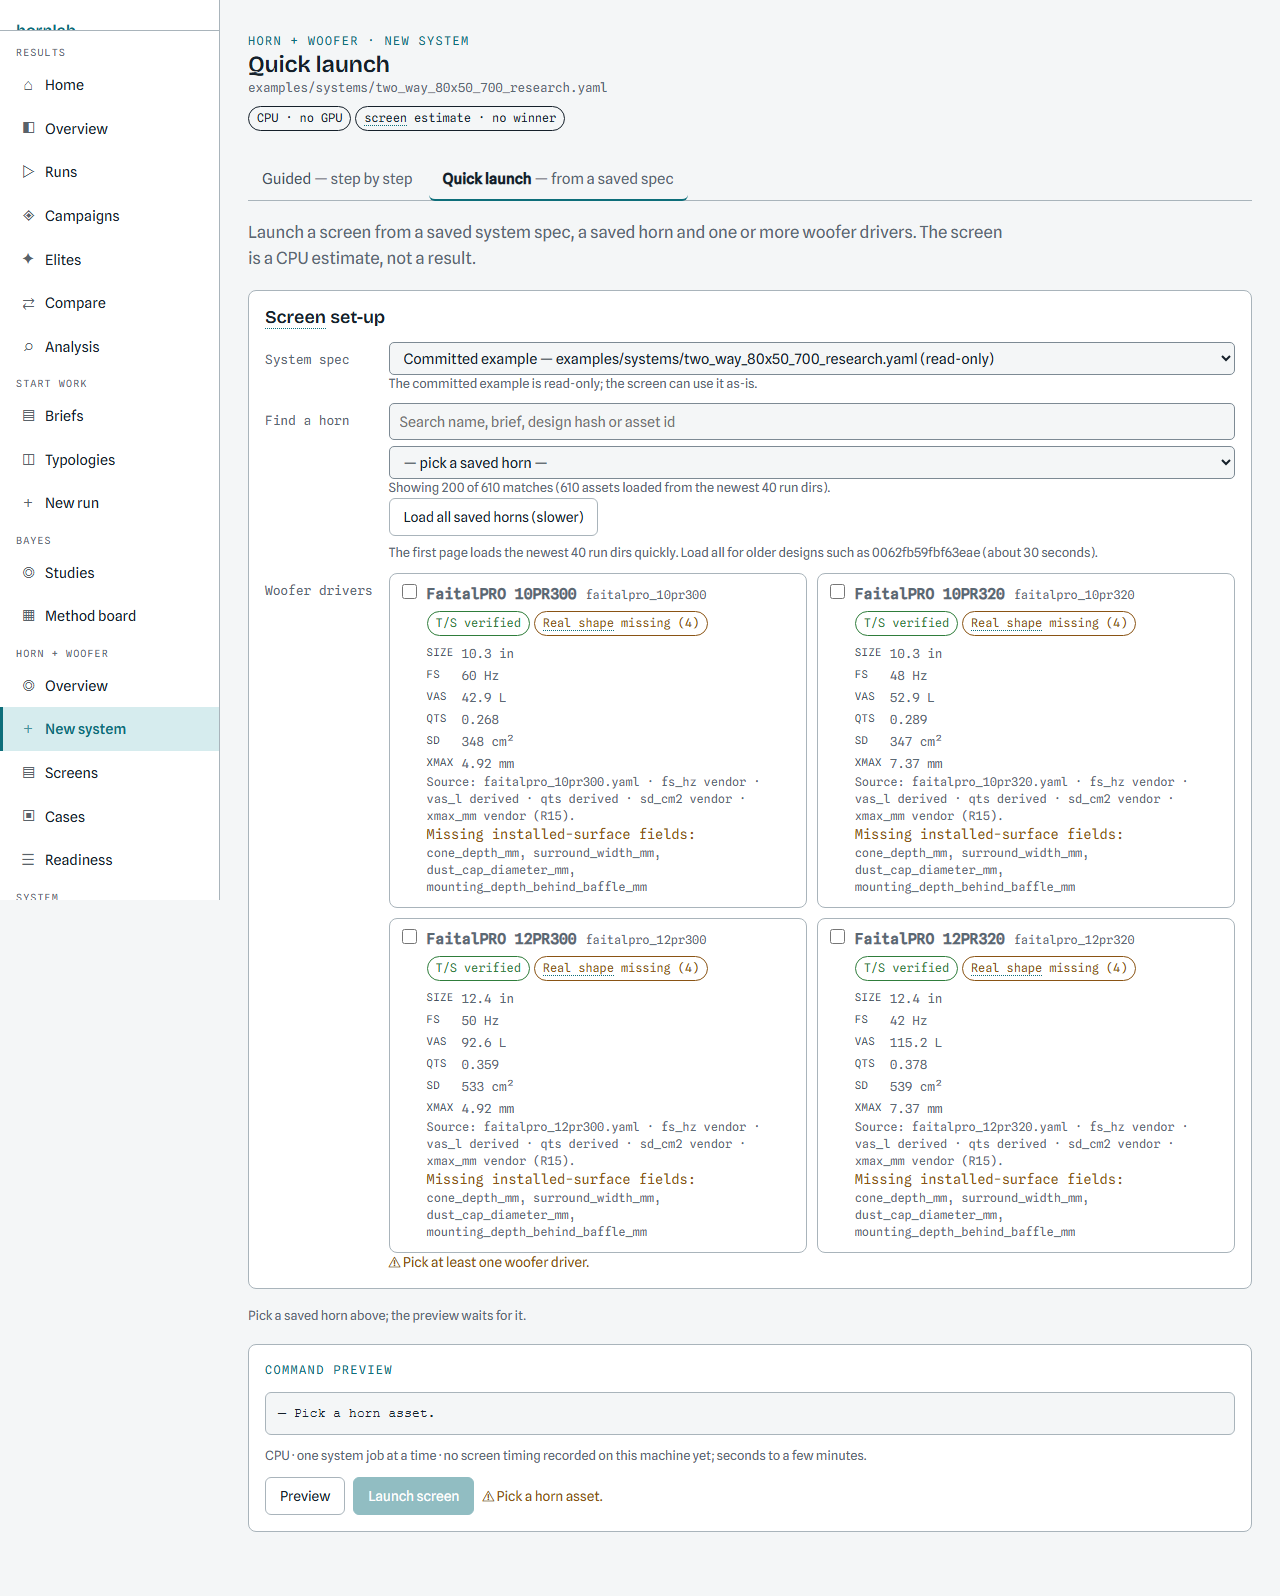 RESULTS
Home
Overview
Runs
Campaigns
Elites
Compare
Analysis
START WORK
Briefs
Typologies
New run
BAYES
Studies
Method board
HORN + WOOFER
Overview
New system
Screens
Cases
Readiness
SYSTEM
HORN + WOOFER · NEW SYSTEM
Quick launch
examples/systems/two_way_80x50_700_research.yaml
CPU · no GPU
screen estimate · no winner
Guided — step by step
Quick launch — from a saved spec
Launch a screen from a saved system spec, a saved horn and one or more woofer drivers. The screen
is a CPU estimate, not a result.
Screen set-up
System spec
Committed example — examples/systems/two_way_80x50_700_research.yaml (read-only)
The committed example is read-only; the screen can use it as-is.
Find a horn
Search name, brief, design hash or asset id
— pick a saved horn —
Showing 200 of 610 matches (610 assets loaded from the newest 40 run dirs).
Load all saved horns (slower)
The first page loads the newest 40 run dirs quickly. Load all for older designs such as 0062fb59fbf63eae (about 30 seconds).
Woofer drivers
FaitalPRO 10PR300 faitalpro_10pr300
T/S verified
Real shape missing (4)
SIZE 10.3 in
FS 60 Hz
VAS 42.9 L
QTS 0.268
SD 348 cm²
XMAX 4.92 mm
Source: faitalpro_10pr300.yaml · fs_hz vendor ·
vas_l derived · qts derived · sd_cm2 vendor ·
xmax_mm vendor (R15).
Missing installed-surface fields:
cone_depth_mm, surround_width_mm,
dust_cap_diameter_mm,
mounting_depth_behind_baffle_mm
FaitalPRO 10PR320 faitalpro_10pr320
T/S verified
Real shape missing (4)
SIZE 10.3 in
FS 48 Hz
VAS 52.9 L
QTS 0.289
SD 347 cm²
XMAX 7.37 mm
Source: faitalpro_10pr320.yaml · fs_hz vendor ·
vas_l derived · qts derived · sd_cm2 vendor ·
xmax_mm vendor (R15).
Missing installed-surface fields:
cone_depth_mm, surround_width_mm,
dust_cap_diameter_mm,
mounting_depth_behind_baffle_mm
FaitalPRO 12PR300 faitalpro_12pr300
T/S verified
Real shape missing (4)
SIZE 12.4 in
FS 50 Hz
VAS 92.6 L
QTS 0.359
SD 533 cm²
XMAX 4.92 mm
Source: faitalpro_12pr300.yaml · fs_hz vendor ·
vas_l derived · qts derived · sd_cm2 vendor ·
xmax_mm vendor (R15).
Missing installed-surface fields:
cone_depth_mm, surround_width_mm,
dust_cap_diameter_mm,
mounting_depth_behind_baffle_mm
FaitalPRO 12PR320 faitalpro_12pr320
T/S verified
Real shape missing (4)
SIZE 12.4 in
FS 42 Hz
VAS 115.2 L
QTS 0.378
SD 539 cm²
XMAX 7.37 mm
Source: faitalpro_12pr320.yaml · fs_hz vendor ·
vas_l derived · qts derived · sd_cm2 vendor ·
xmax_mm vendor (R15).
Missing installed-surface fields:
cone_depth_mm, surround_width_mm,
dust_cap_diameter_mm,
mounting_depth_behind_baffle_mm
⚠ Pick at least one woofer driver.
Pick a saved horn above; the preview waits for it.
COMMAND PREVIEW
— Pick a horn asset.
CPU · one system job at a time · no screen timing recorded on this machine yet; seconds to a few minutes.
Preview
Launch screen
⚠ Pick a horn asset.